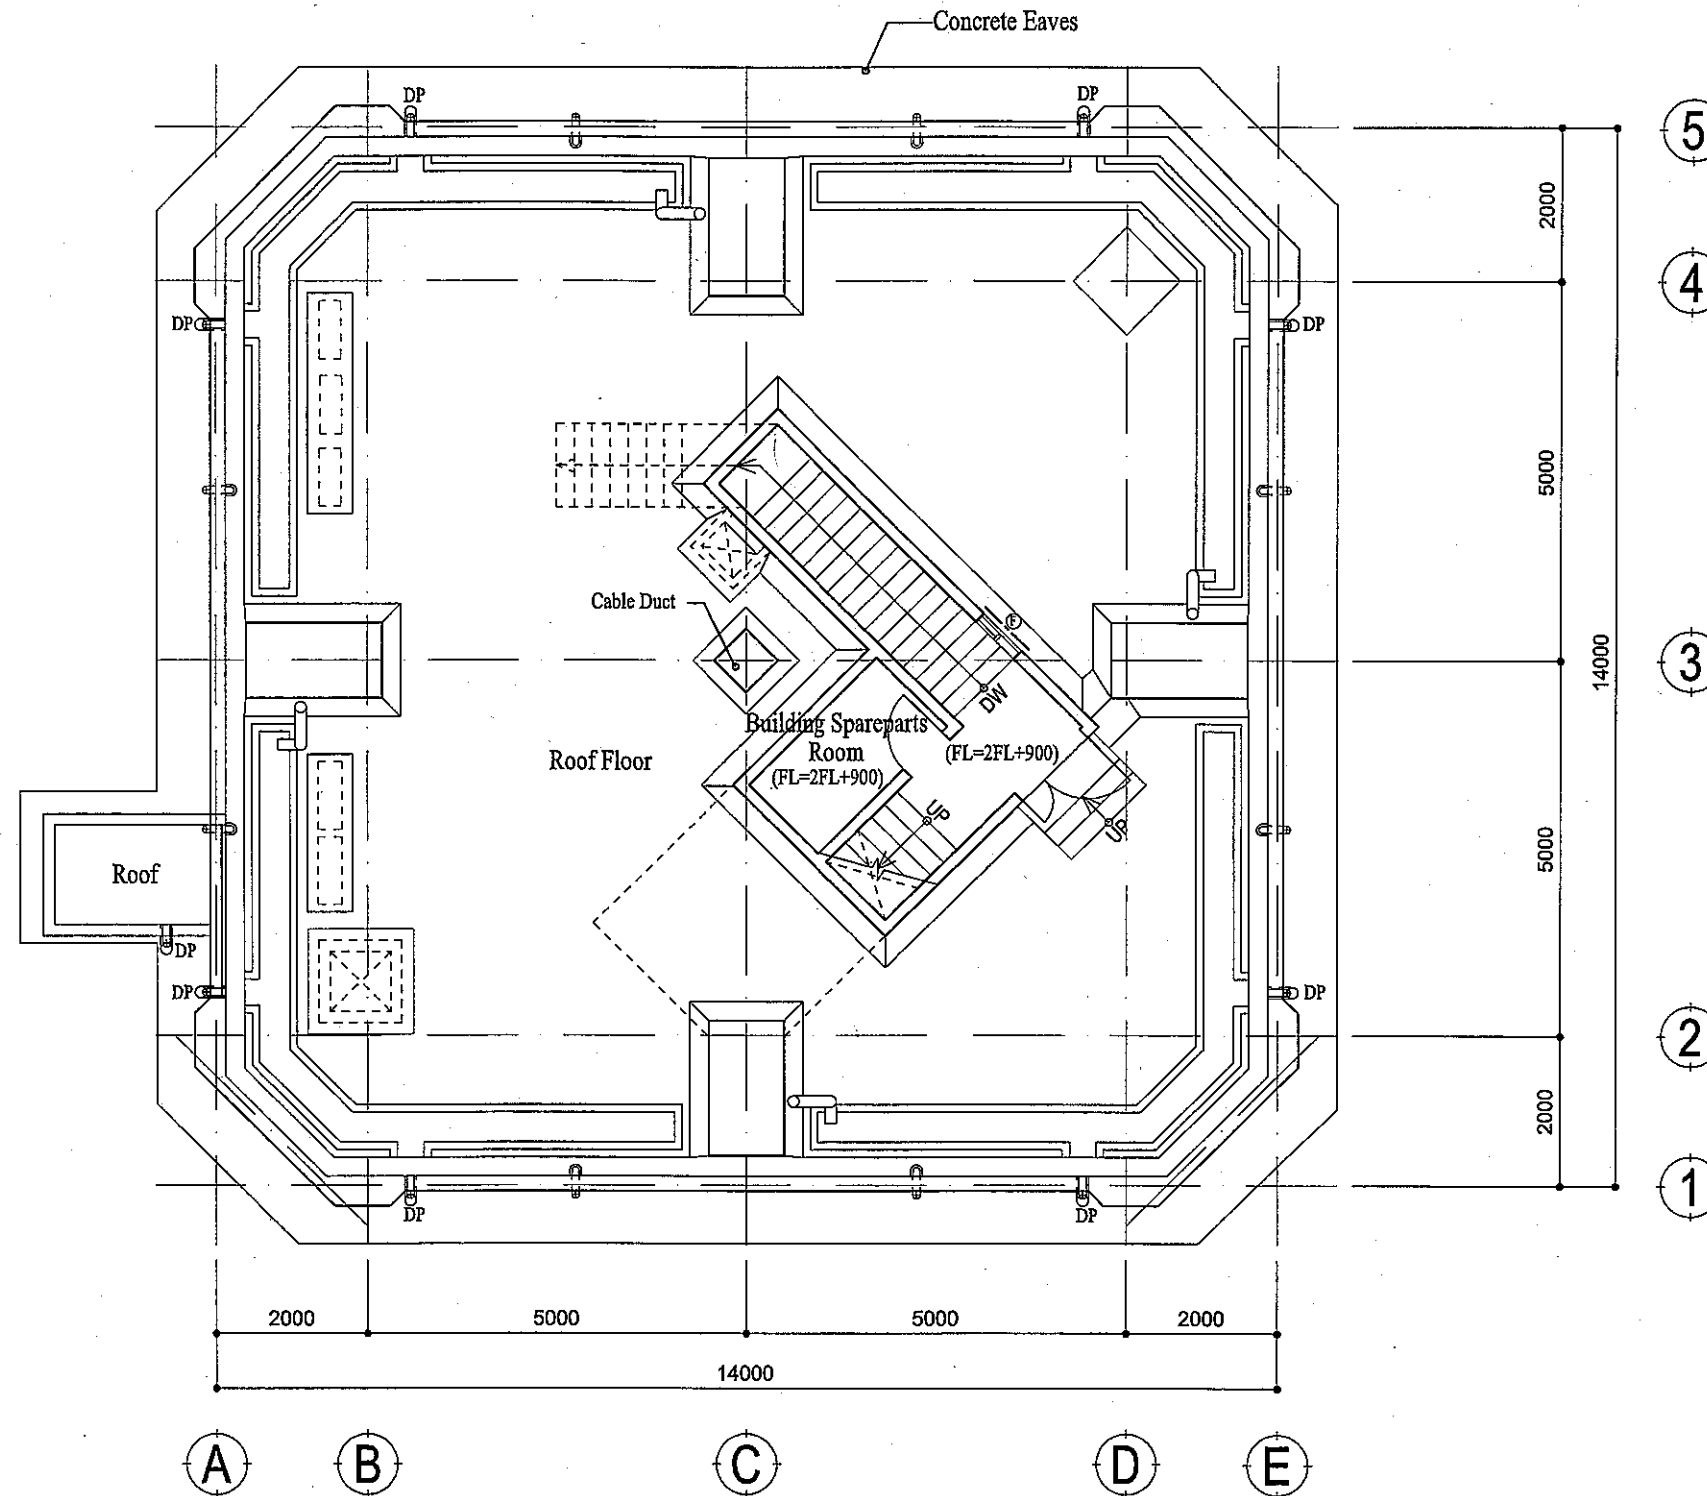 Concrete Eaves
DP
DP
5
2000
4
DP
DP
5000
Cable Duct
F
3
14000
DW
Building Spareparts
Room
(FL=2FL+900)
(FL=2FL+900)
Roof Floor
UP
UP
5000
Roof
DP
DP
DP
2
2000
1
DP
DP
2000
5000
5000
2000
14000
A
B
C
D
E